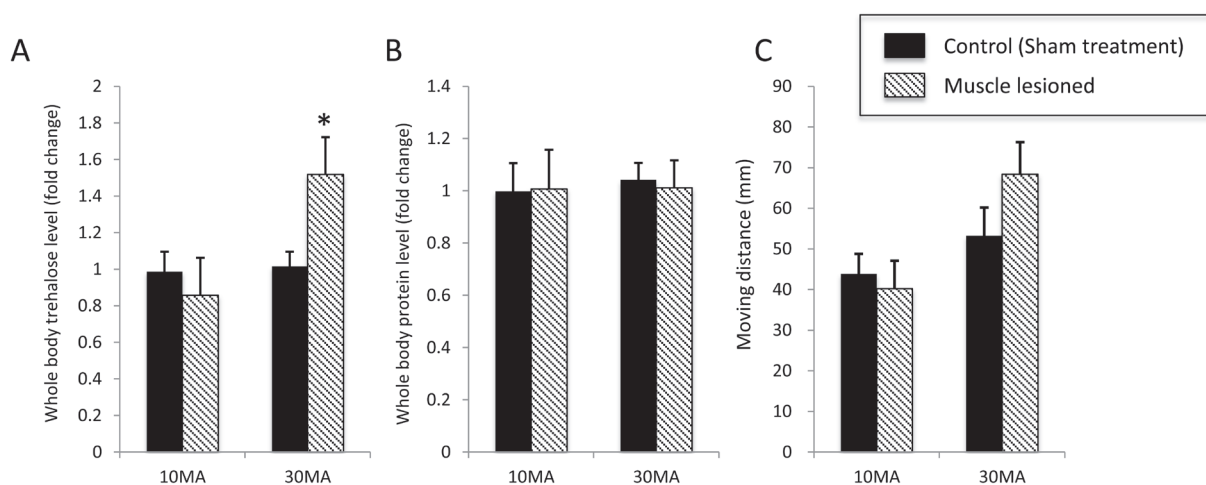 A
Whole body trehalose level (fold change)
2
1.8
1.6
1.4
1.2
1
0.8
0.6
0.4
0.2
0
*
10MA
30MA
B
Whole body protein level (fold change)
1.4
1.2
1
0.8
0.6
0.4
0.2
0
10MA
30MA
C
Control (Sham treatment)
Muscle lesioned
Moving distance (mm)
90
80
70
60
50
40
30
20
10
0
10MA
30MA